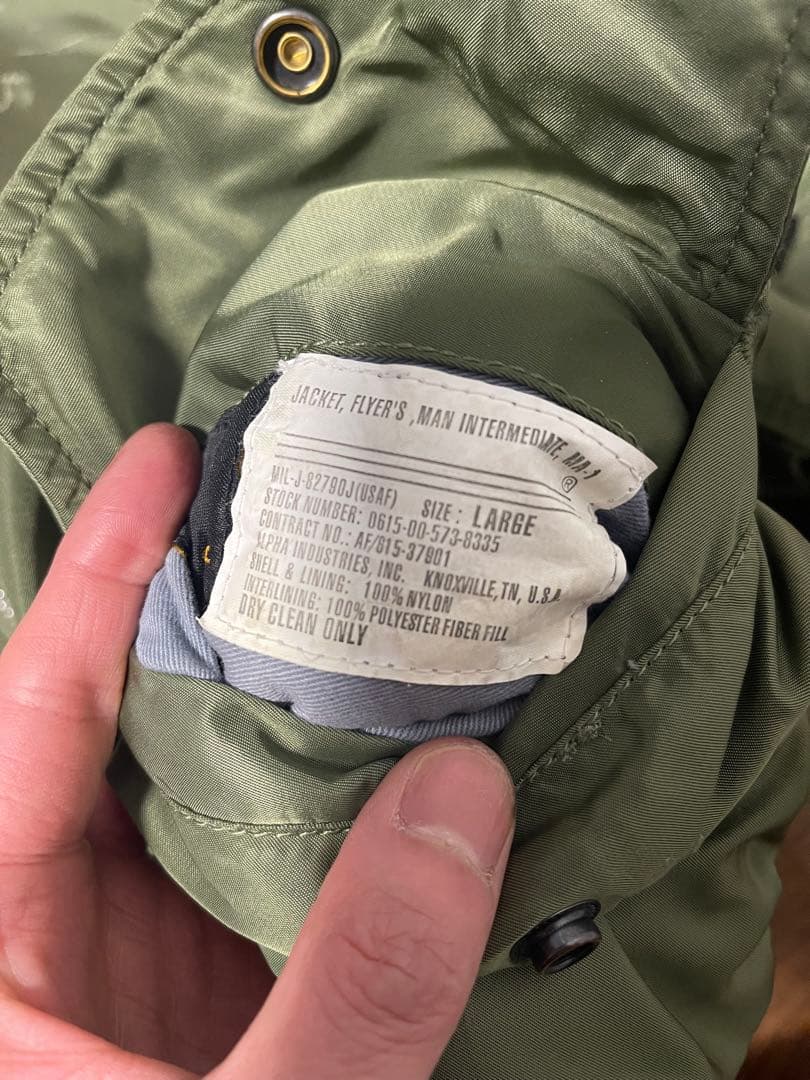 JACKET, FLYER'S ,MAN INTERMEDIATE, MA-1
®
MIL-J-82790J(USAF) SIZE: LARGE
STOCK NUMBER: 0615-00-573-8335
CONTRACT NO.: AF/615-37901
ALPHA INDUSTRIES, INC. KNOXVILLE,TN, U.S.A.
SHELL & LINING: 100% NYLON
INTERLINING: 100% POLYESTER FIBER FILL
DRY CLEAN ONLY